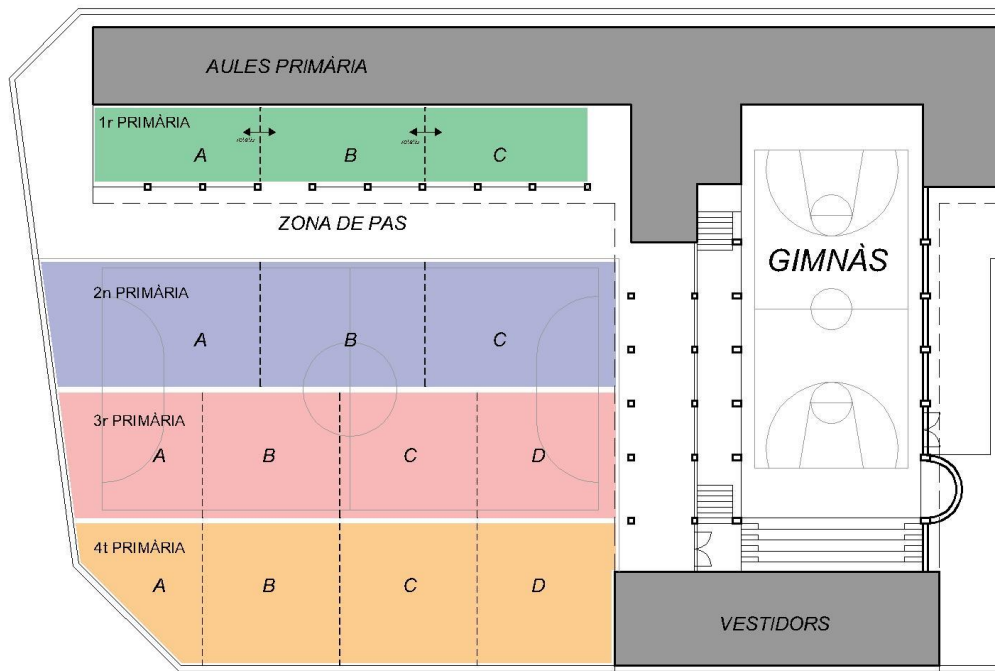 AULES PRIMÀRIA
1r PRIMÀRIA
A
B
C
ZONA DE PAS
GIMNÀS
2n PRIMÀRIA
A
B
C
3r PRIMÀRIA
A
B
C
D
4t PRIMÀRIA
A
B
C
D
VESTIDORS